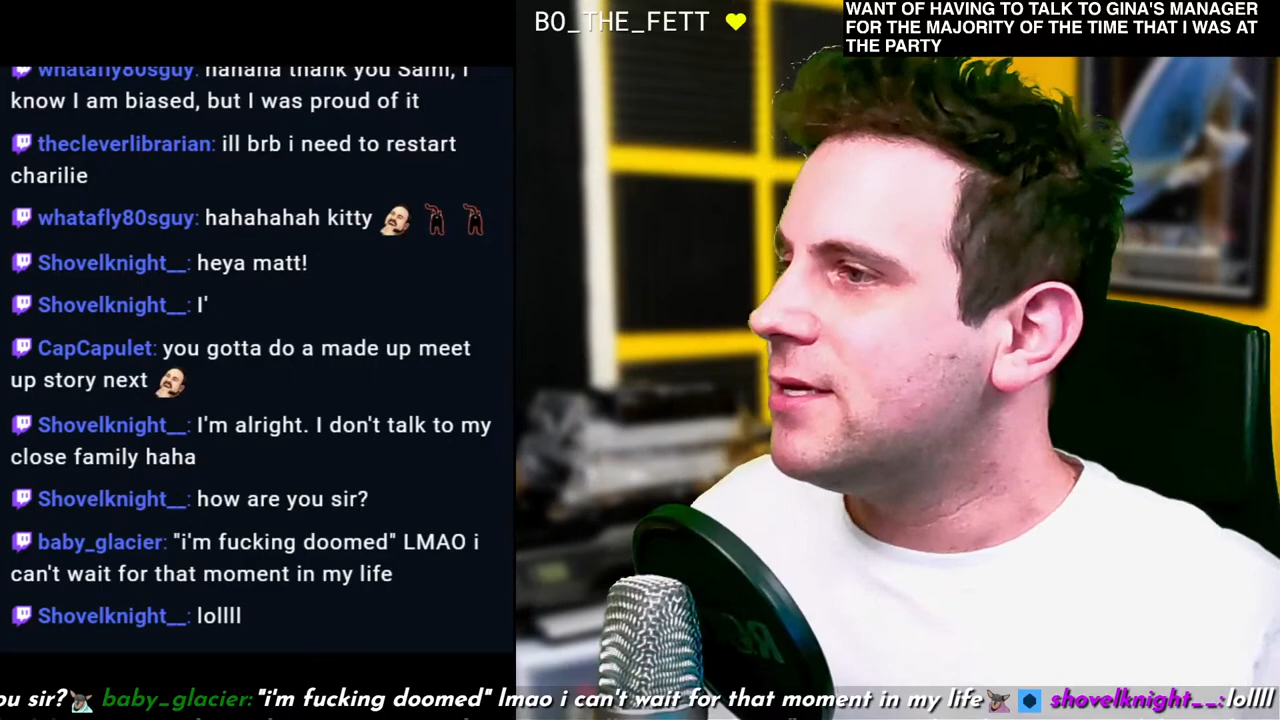 whatafly80sguy: hahaha thank you Sami, I
know I am biased, but I was proud of it
thecleverlibrarian: ill brb i need to restart
charilie
whatafly80sguy: hahahahah kitty
Shovelknight__: heya matt!
Shovelknight__: I'
CapCapulet: you gotta do a made up meet
up story next
Shovelknight__: I'm alright. I don't talk to my
close family haha
Shovelknight__: how are you sir?
baby_glacier: "i'm fucking doomed" LMAO i
can't wait for that moment in my life
Shovelknight__: lollll
BO_THE_FETT
WANT OF HAVING TO TALK TO GINA'S MANAGER
FOR THE MAJORITY OF THE TIME THAT I WAS AT
THE PARTY
ou sir? baby_glacier: "i'm fucking doomed" lmao i can't wait for that moment in my life shovelknight__: lollll